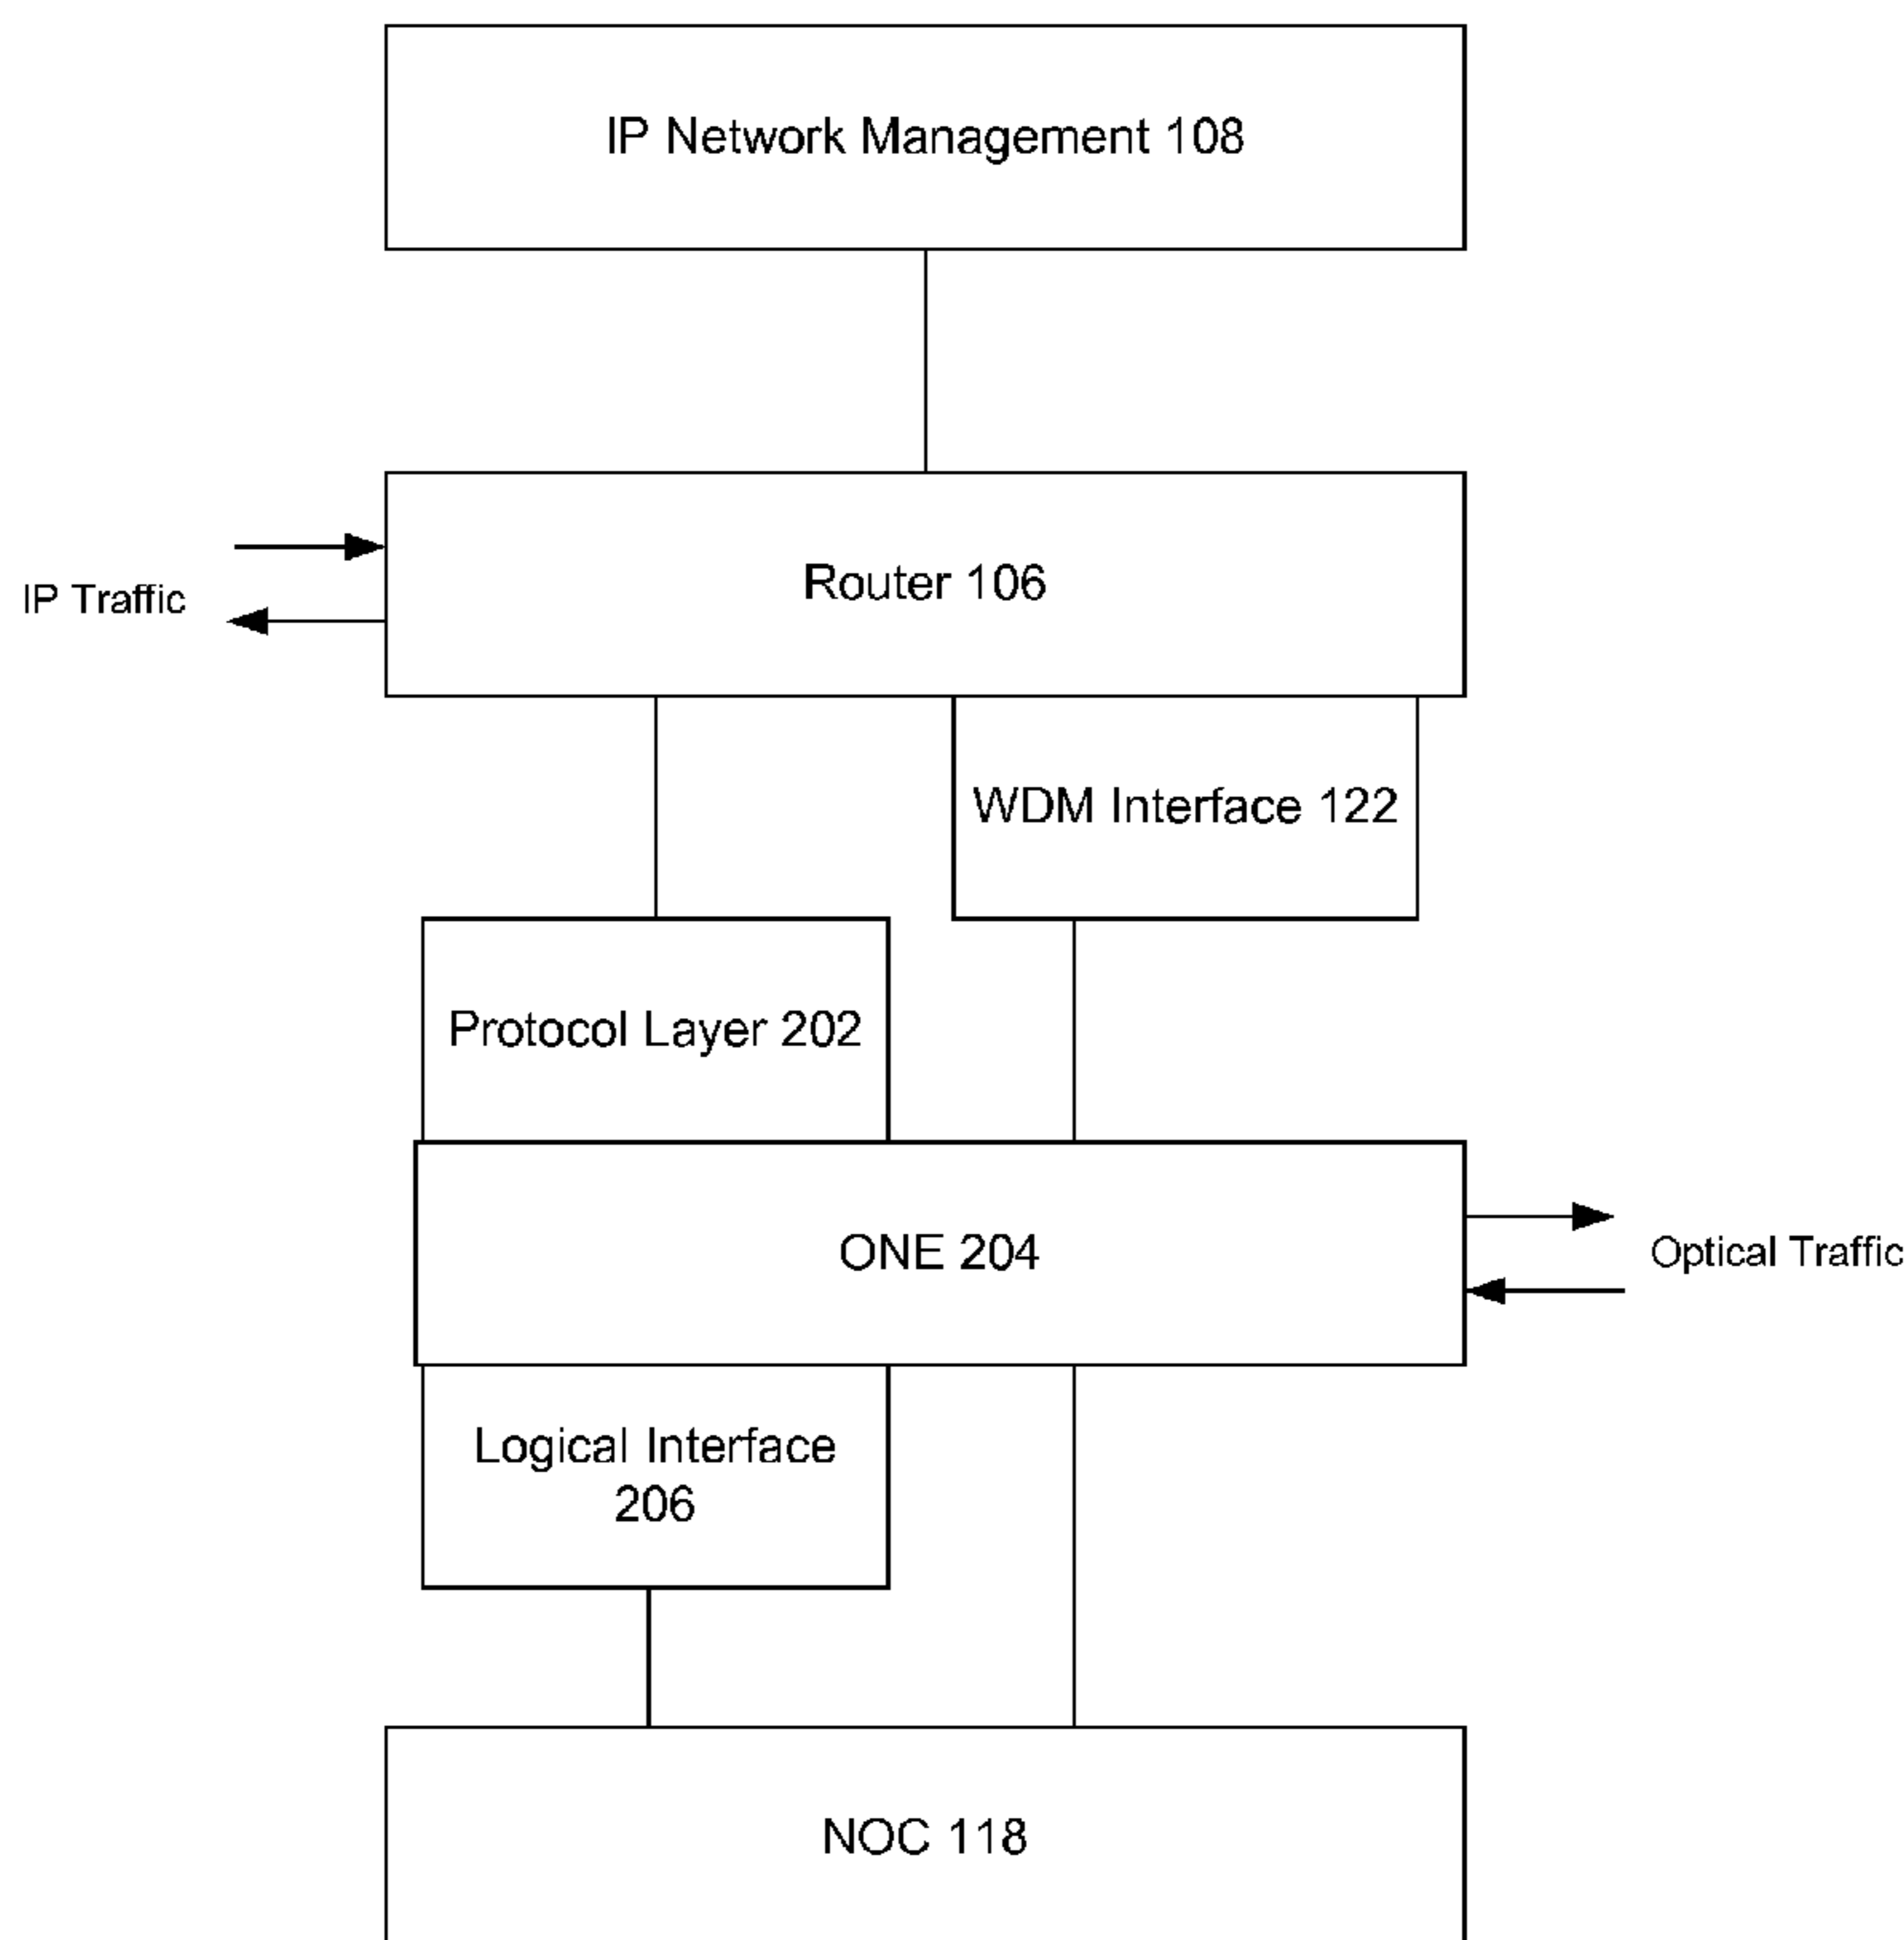 IP Network Management 108
Router 106
IP Traffic
WDM Interface 122
Protocol Layer 202
ONE 204
Optical Traffic
Logical Interface
206
NOC 118